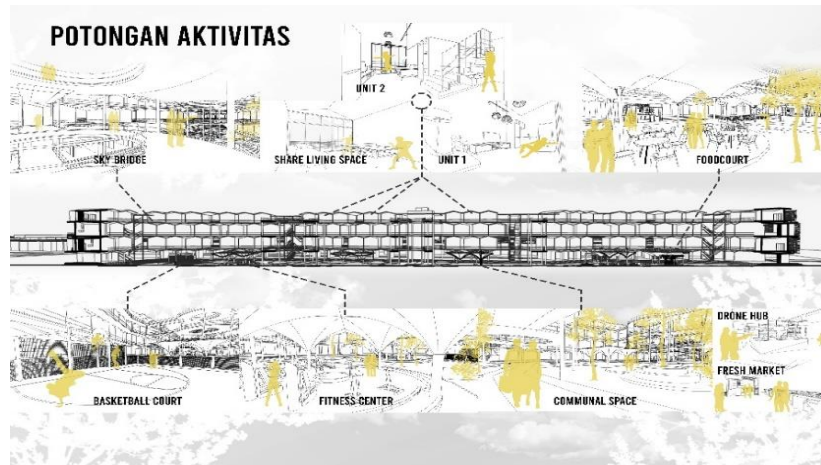 POTONGAN AKTIVITAS
UNIT 2
SKY BRIDGE
SHARE LIVING SPACE
UNIT 1
FOODCOURT
DRONE HUB
FRESH MARKET
BASKETBALL COURT
FITNESS CENTER
COMMUNAL SPACE